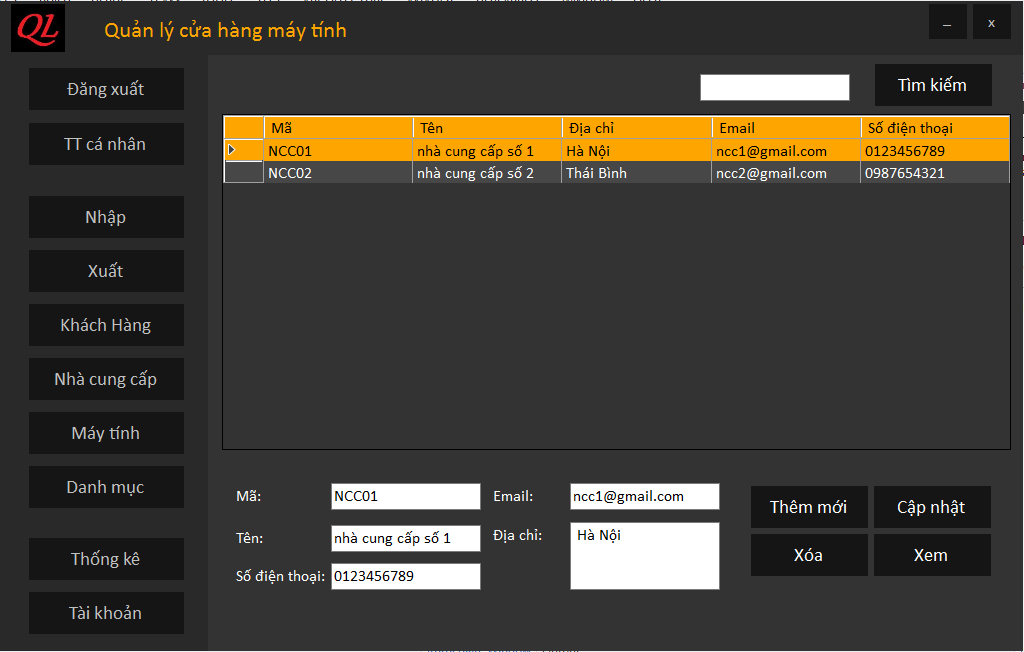 QL
Quản lý cửa hàng máy tính
_
x
Đăng xuất
TT cá nhân
Nhập
Xuất
Khách Hàng
Nhà cung cấp
Máy tính
Danh mục
Thống kê
Tài khoản
Tìm kiếm
Mã Tên Địa chỉ Email Số điện thoại
NCC01 nhà cung cấp số 1 Hà Nội ncc1@gmail.com 0123456789
NCC02 nhà cung cấp số 2 Thái Bình ncc2@gmail.com 0987654321
Mã: NCC01 Email: ncc1@gmail.com
Tên: nhà cung cấp số 1 Địa chỉ: Hà Nội
Số điện thoại: 0123456789
Thêm mới Cập nhật
Xóa Xem